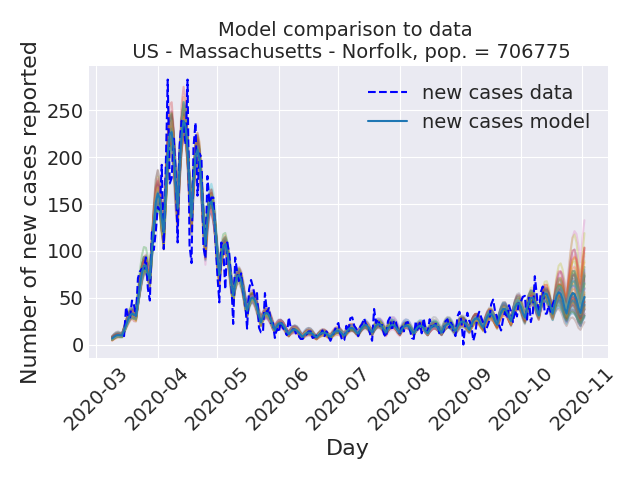 Model comparison to data
US - Massachusetts - Norfolk, pop. = 706775
Number of new cases reported
250
200
150
100
50
0
new cases data
new cases model
2020-03
2020-04
2020-05
2020-06
2020-07
2020-08
2020-09
2020-10
2020-11
Day